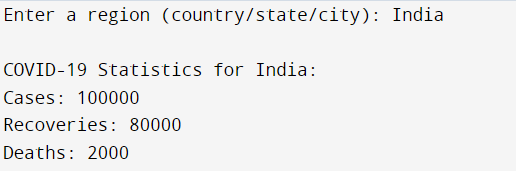 Enter a region (country/state/city): India
COVID-19 Statistics for India:
Cases: 100000
Recoveries: 80000
Deaths: 2000